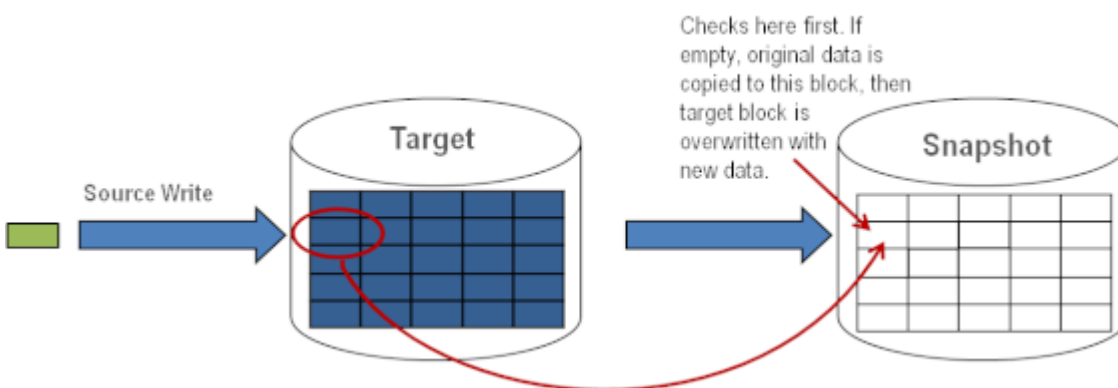 Checks here first. If
empty, original data is
copied to this block, then
target block is
overwritten with
new data.
Target
Snapshot
Source Write